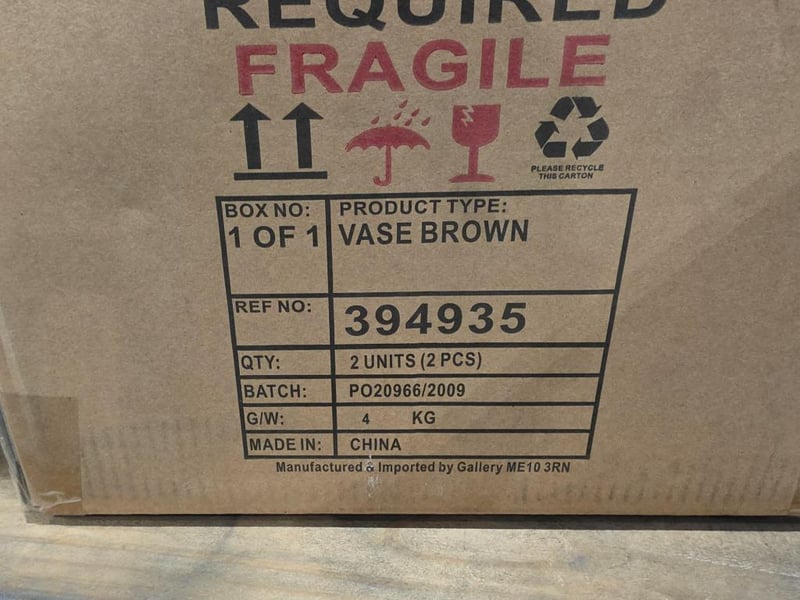 REQUIRED
FRAGILE
PLEASE RECYCLE
THIS CARTON
BOX NO:
1 OF 1
PRODUCT TYPE:
VASE BROWN
REF NO:
394935
QTY:
2 UNITS (2 PCS)
BATCH:
PO20966/2009
G/W:
4 KG
MADE IN:
CHINA
Manufactured & Imported by Gallery ME10 3RN